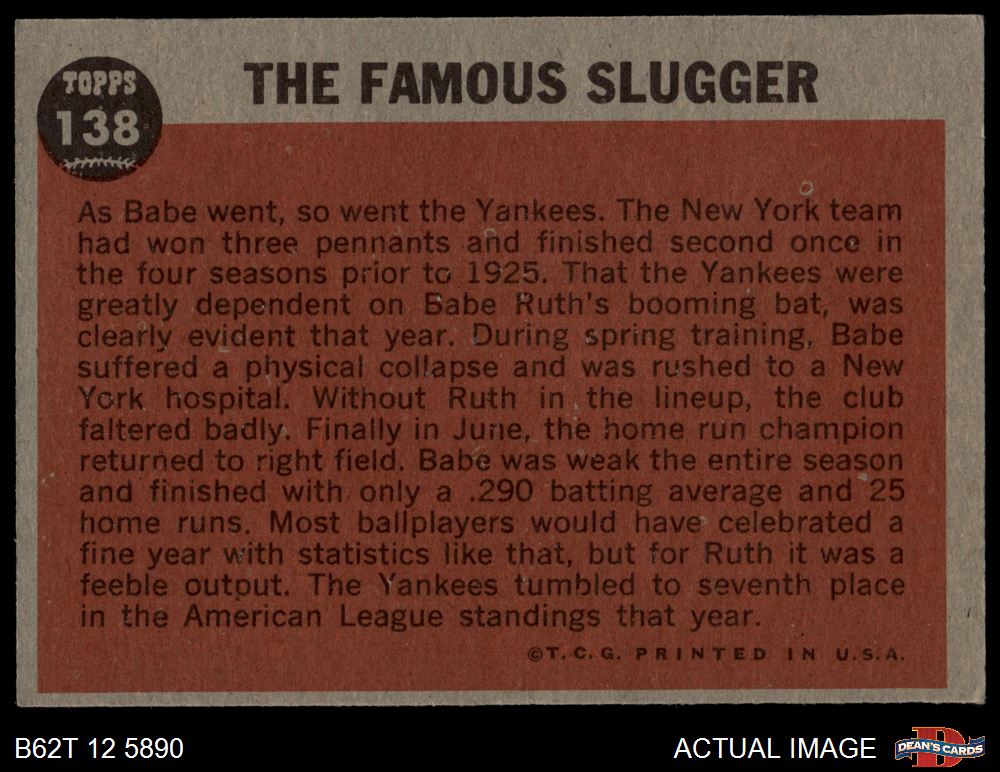 TOPPS
138
THE FAMOUS SLUGGER
As Babe went, so went the Yankees. The New York team
had won three pennants and finished second once in
the four seasons prior to 1925. That the Yankees were
greatly dependent on Babe Ruth's booming bat, was
clearly evident that year. During spring training, Babe
suffered a physical collapse and was rushed to a New
York hospital. Without Ruth in the lineup, the club
faltered badly. Finally in June, the home run champion
returned to right field. Babe was weak the entire season
and finished with only a .290 batting average and 25
home runs. Most ballplayers would have celebrated a
fine year with statistics like that, but for Ruth it was a
feeble output. The Yankees tumbled to seventh place
in the American League standings that year.
©T.C.G. PRINTED IN U.S.A.
B62T 12 5890
ACTUAL IMAGE
D
DEAN'S CARDS